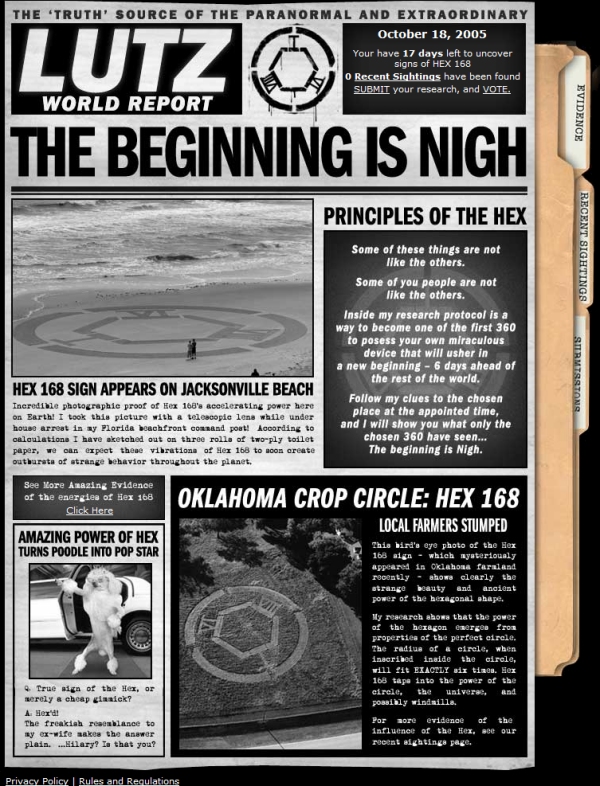 THE 'TRUTH' SOURCE OF THE PARANORMAL AND EXTRAORDINARY
LUTZ
WORLD REPORT
October 18, 2005
Your have 17 days left to uncover
signs of HEX 168
0 Recent Sightings have been found
SUBMIT your research, and VOTE.
THE BEGINNING IS NIGH
HEX 168 SIGN APPEARS ON JACKSONVILLE BEACH
Incredible photographic proof of Hex 168's accelerating power here
on Earth! I took this picture with a telescopic lens while under
house arrest in my Florida beachfront command post! According to
calculations I have sketched out on three rolls of two-ply toilet
paper, we can expect these vibrations of Hex 168 to soon create
outbursts of strange behavior throughout the planet.
PRINCIPLES OF THE HEX
Some of these things are not
like the others.
Some of you people are not
like the others.
Inside my research protocol is a
way to become one of the first 360
to posess your own miraculous
device that will usher in
a new beginning – 6 days ahead of
the rest of the world.
Follow my clues to the chosen
place at the appointed time,
and I will show you what only the
chosen 360 have seen...
The beginning is Nigh.
See More Amazing Evidence
of the energies of Hex 168
Click Here
AMAZING POWER OF HEX
TURNS POODLE INTO POP STAR
Q. True sign of the Hex, or
merely a cheap gimmick?
A. Hex'd!
The freakish resemblance to
my ex-wife makes the answer
plain. ...Hilary? Is that you?
OKLAHOMA CROP CIRCLE: HEX 168
LOCAL FARMERS STUMPED
This bird's eye photo of the Hex
168 sign - which mysteriously
appeared in Oklahoma farmland
recently - shows clearly the
strange beauty and ancient
power of the hexagonal shape.
My research shows that the power
of the hexagon emerges from
properties of the perfect circle.
The radius of a circle, when
inscribed inside the circle,
will fit EXACTLY six times. Hex
168 taps into the power of the
circle, the universe, and
possibly windmills.
For more evidence of the
influence of the Hex, see our
recent sightings page.
EVIDENCE
RECENT SIGHTINGS
SUBMISSIONS
Privacy Policy | Rules and Regulations